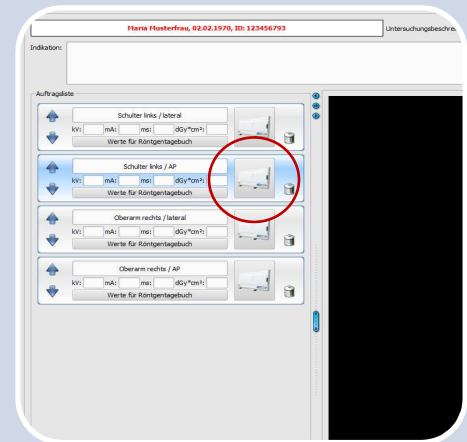 Maria Musterfrau, 02.02.1970, ID: 123456793
Untersuchungsbeschrei
Indikation:
Auftragsliste
Schulter links / lateral
kV: mA: ms: dGy*cm²:
Werte für Röntgentagebuch
Schulter links / AP
kV: mA: ms: dGy*cm²:
Werte für Röntgentagebuch
Oberarm rechts / lateral
kV: mA: ms: dGy*cm²:
Werte für Röntgentagebuch
Oberarm rechts / AP
kV: mA: ms: dGy*cm²:
Werte für Röntgentagebuch